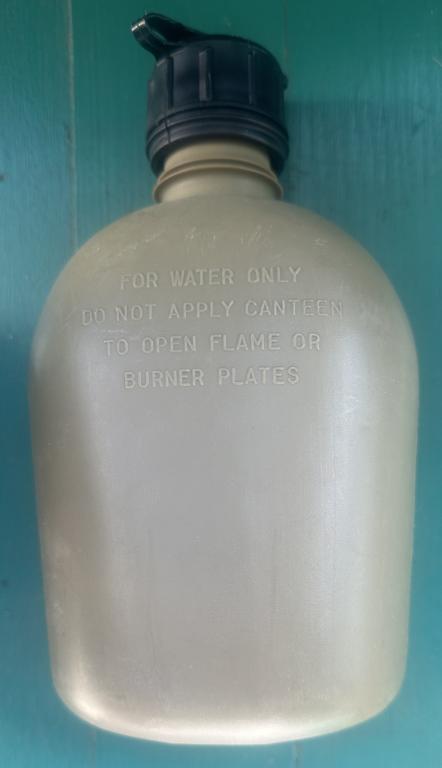 FOR WATER ONLY
DO NOT APPLY CANTEEN
TO OPEN FLAME OR
BURNER PLATES